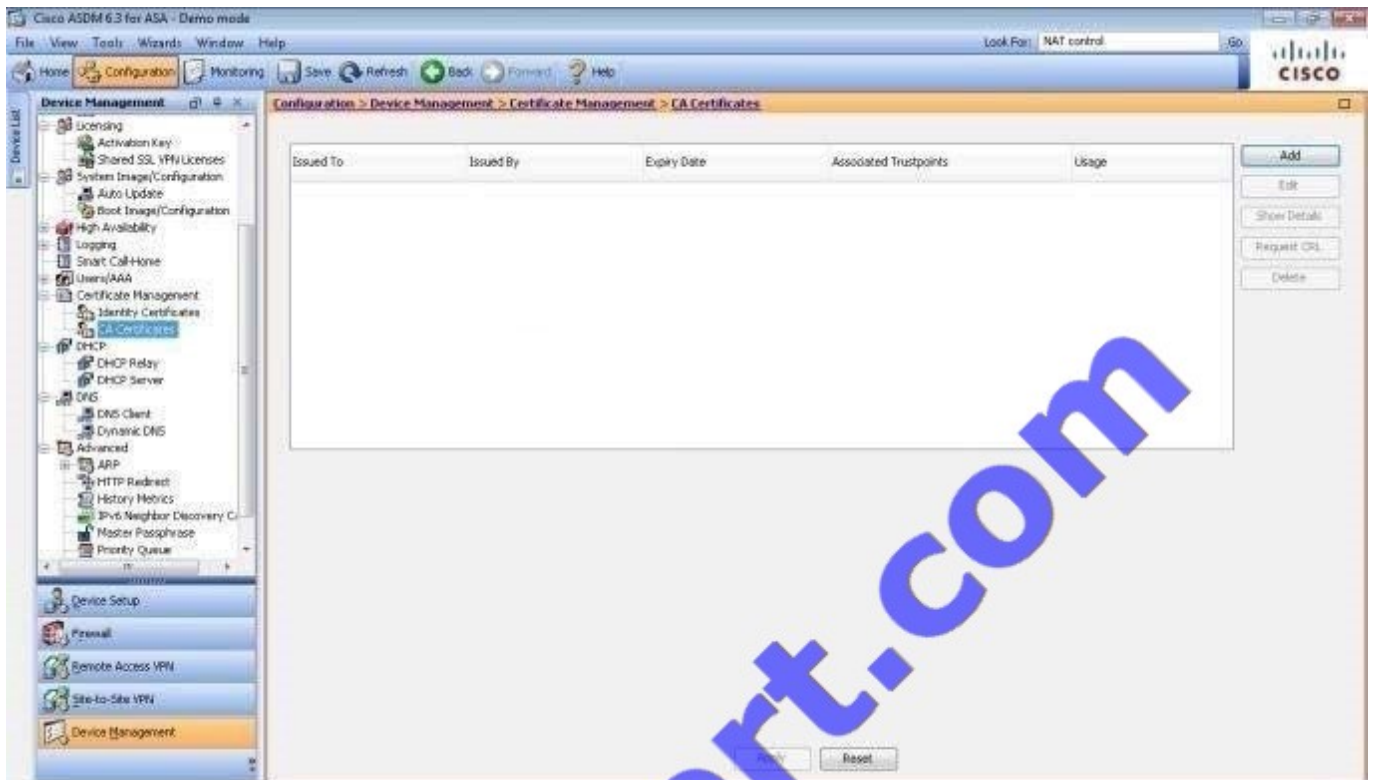 Cisco ASDM 6.3 for ASA - Demo mode
File View Tools Wizards Window Help
Look For: NAT control Go
Home Configuration Monitoring Save Refresh Back Forward Help
CISCO
Device List
Device Management
Licensing
Activation Key
Shared SSL VPN Licenses
System Image/Configuration
Auto Update
Boot Image/Configuration
High Availability
Logging
Smart Call-Home
Users/AAA
Certificate Management
Identity Certificates
CA Certificates
DHCP
DHCP Relay
DHCP Server
DNS
DNS Client
Dynamic DNS
Advanced
ARP
HTTP Redirect
History Metrics
IPv6 Neighbor Discovery C
Master Passphrase
Priority Queue
Device Setup
Firewall
Remote Access VPN
Site-to-Site VPN
Device Management
Configuration > Device Management > Certificate Management > CA Certificates
Issued To Issued By Expiry Date Associated Trustpoints Usage
Add
Edit
Show Details
Request CRL
Delete
Apply Reset
rt.com